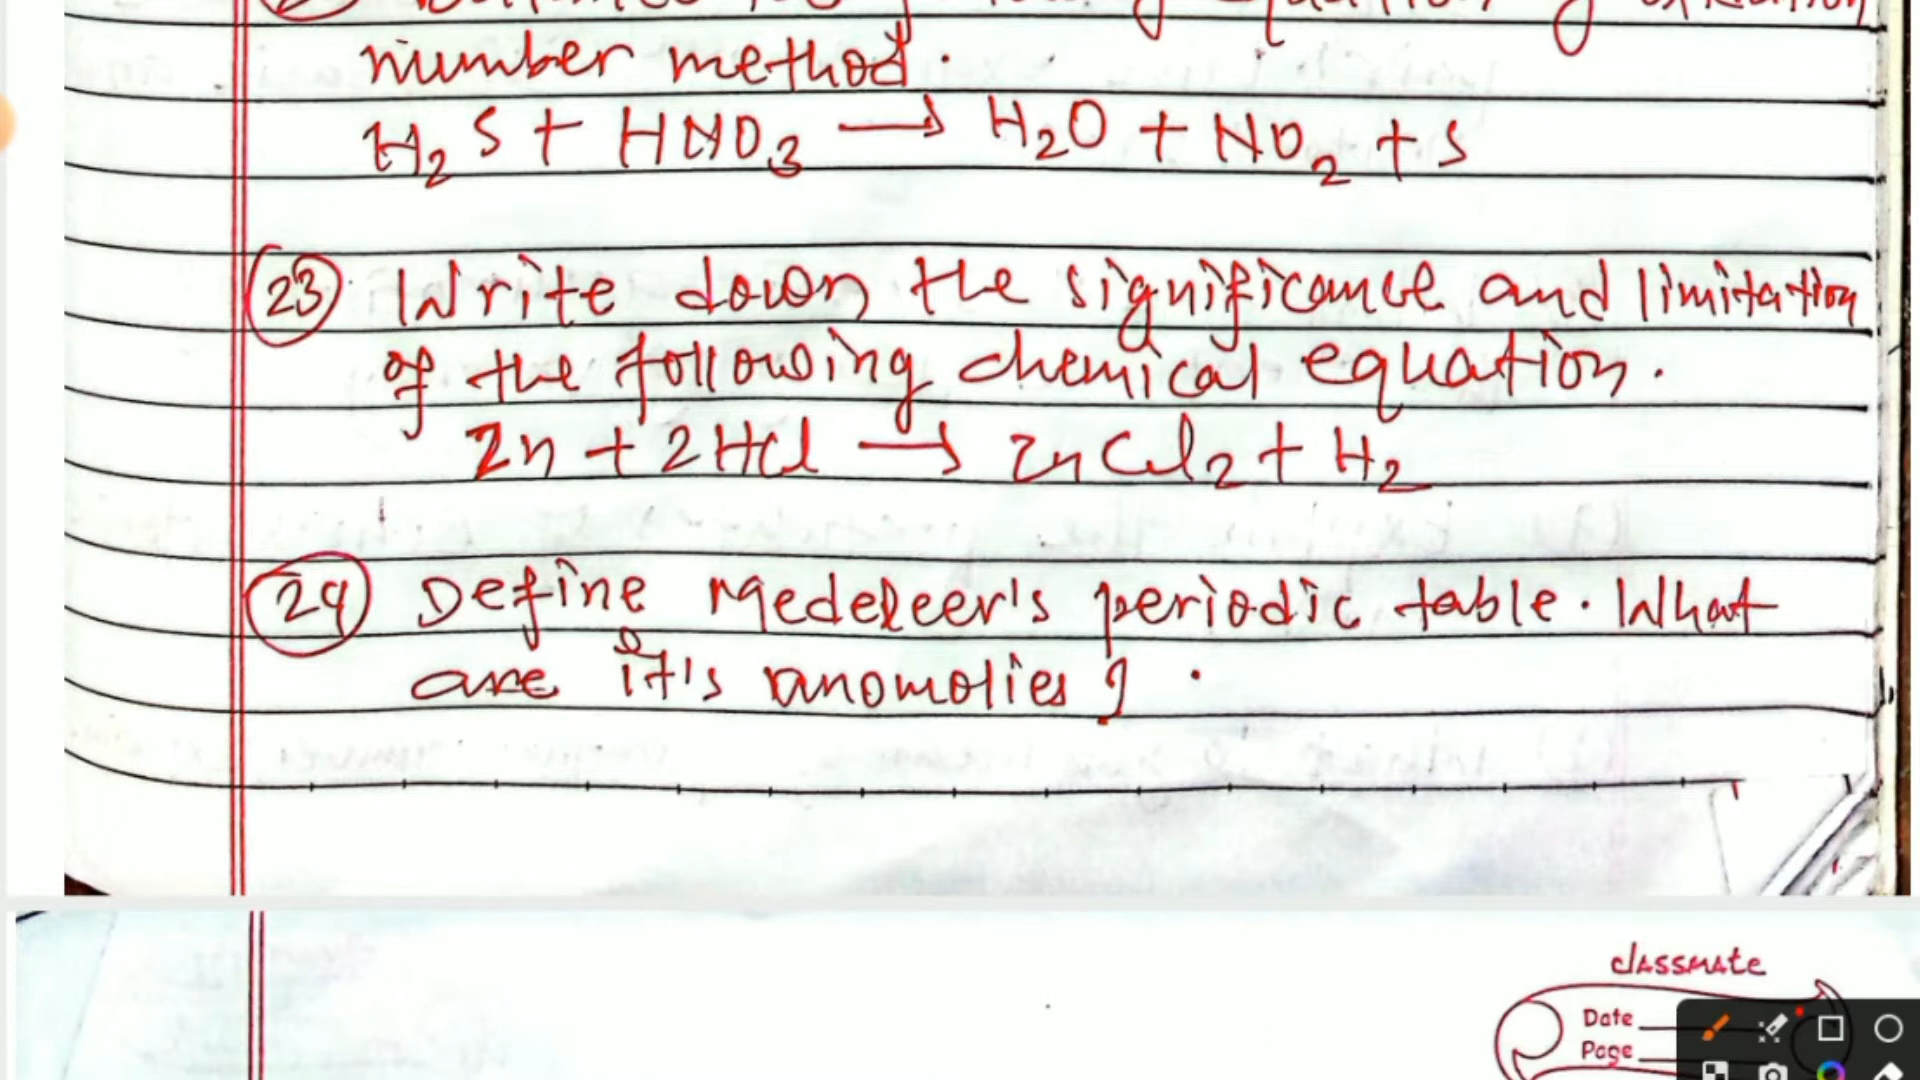 number method.
H₂S + HNO₃ → H₂O + NO₂ + S
23 Write down the significance and limitation
of the following chemical equation.
Zn + 2HCl → ZnCl₂ + H₂
24 Define Medeleer's periodic table. What
are it's anomolies?
classmate
Date
Page